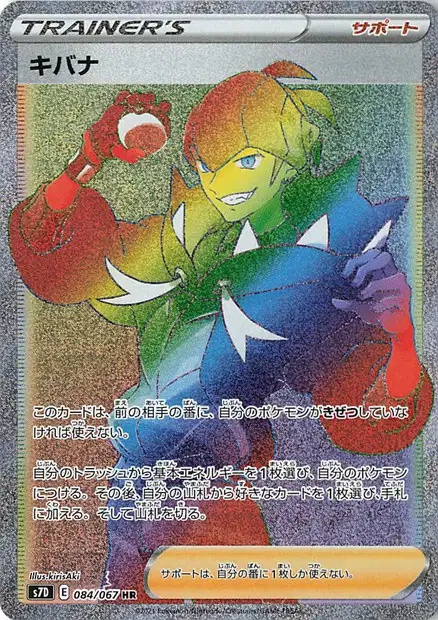 TRAINER'S サポート
キバナ
このカードは、前の相手の番に、自分のポケモンがきぜつしていな
ければ使えない。
自分のトラッシュから基本エネルギーを1枚選び、自分のポケモン
につける。その後、自分の山札から好きなカードを1枚選び、手札
に加える。そして山札を切る。
Illus.kirisAki
サポートは、自分の番に1枚しか使えない。
s7D E 084/067 HR
©2021 Pokémon/Nintendo/Creatures/GAME FREAK